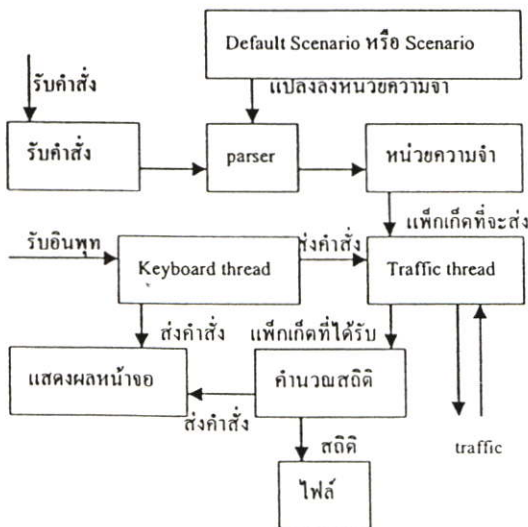 Default Scenario หรือ Scenario
รับคำสั่ง
แปลงลงหน่วยความจำ
รับคำสั่ง
parser
หน่วยความจำ
แพ็กเก็ตที่จะส่ง
รับอินพุท
Keyboard thread
ส่งคำสั่ง
Traffic thread
ส่งคำสั่ง
แพ็กเก็ตที่ได้รับ
แสดงผลหน้าจอ
ส่งคำสั่ง
คำนวณสถิติ
สถิติ
traffic
ไฟล์